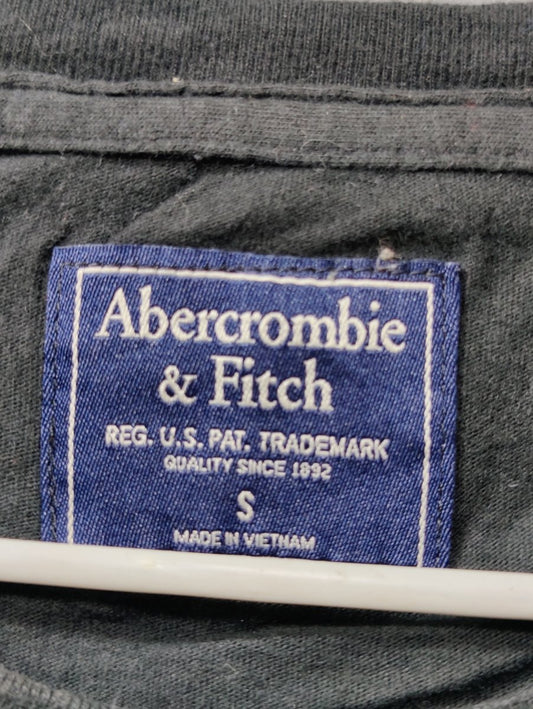 Abercrombie
& Fitch
REG. U.S. PAT. TRADEMARK
QUALITY SINCE 1892
S
MADE IN VIETNAM